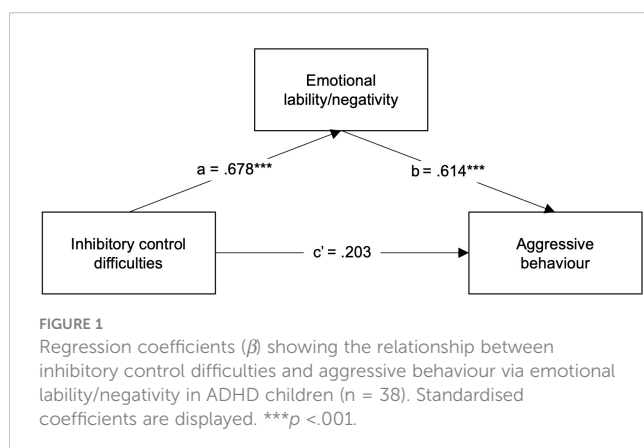 Emotional
lability/negativity
a = .678***
b = .614***
Inhibitory control
difficulties
c' = .203
Aggressive
behaviour
FIGURE 1
Regression coefficients (β) showing the relationship between
inhibitory control difficulties and aggressive behaviour via emotional
lability/negativity in ADHD children (n = 38). Standardised
coefficients are displayed. ***p <.001.